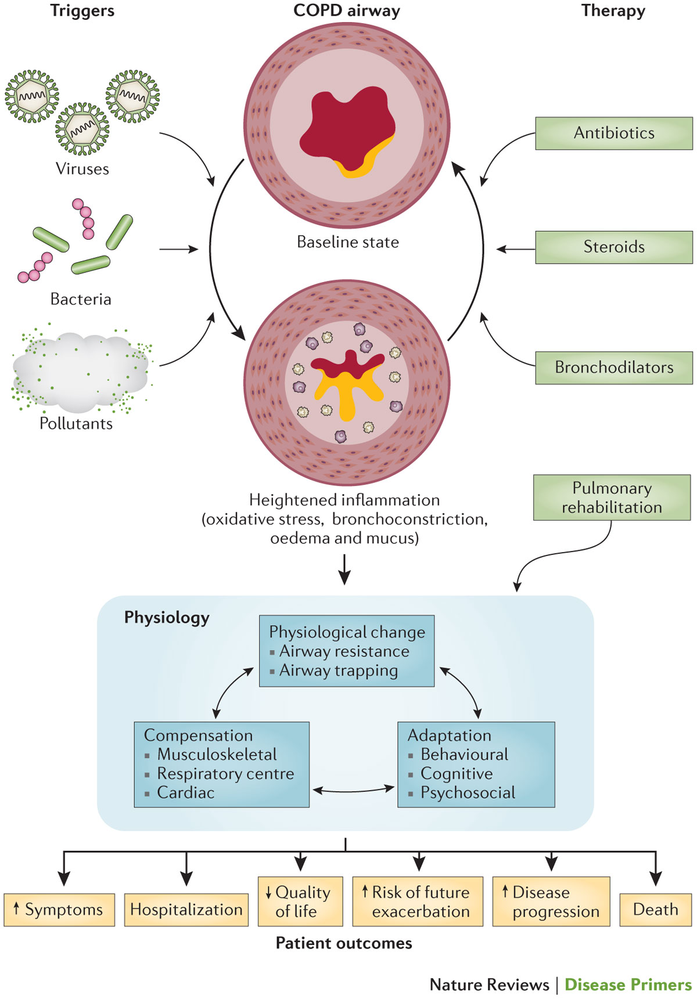 Triggers
COPD airway
Therapy
Viruses
Bacteria
Pollutants
Baseline state
Antibiotics
Steroids
Bronchodilators
Heightened inflammation
(oxidative stress, bronchoconstriction,
oedema and mucus)
Pulmonary
rehabilitation
Physiology
Physiological change
▪ Airway resistance
▪ Airway trapping
Compensation
▪ Musculoskeletal
▪ Respiratory centre
▪ Cardiac
Adaptation
▪ Behavioural
▪ Cognitive
▪ Psychosocial
↑ Symptoms
Hospitalization
↓ Quality
of life
↑ Risk of future
exacerbation
↑ Disease
progression
Death
Patient outcomes
Nature Reviews | Disease Primers